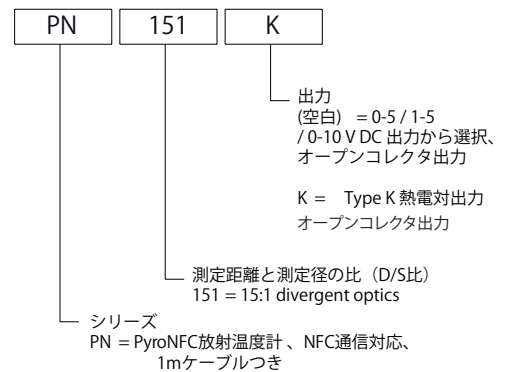 PN 151 K
出力
(空白) = 0-5 / 1-5
/ 0-10 V DC 出力から選択、
オープンコレクタ出力
K = Type K 熱電対出力
オープンコレクタ出力
測定距離と測定径の比（D/S比）
151 = 15:1 divergent optics
シリーズ
PN = PyroNFC放射温度計 、NFC通信対応、
1mケーブルつき